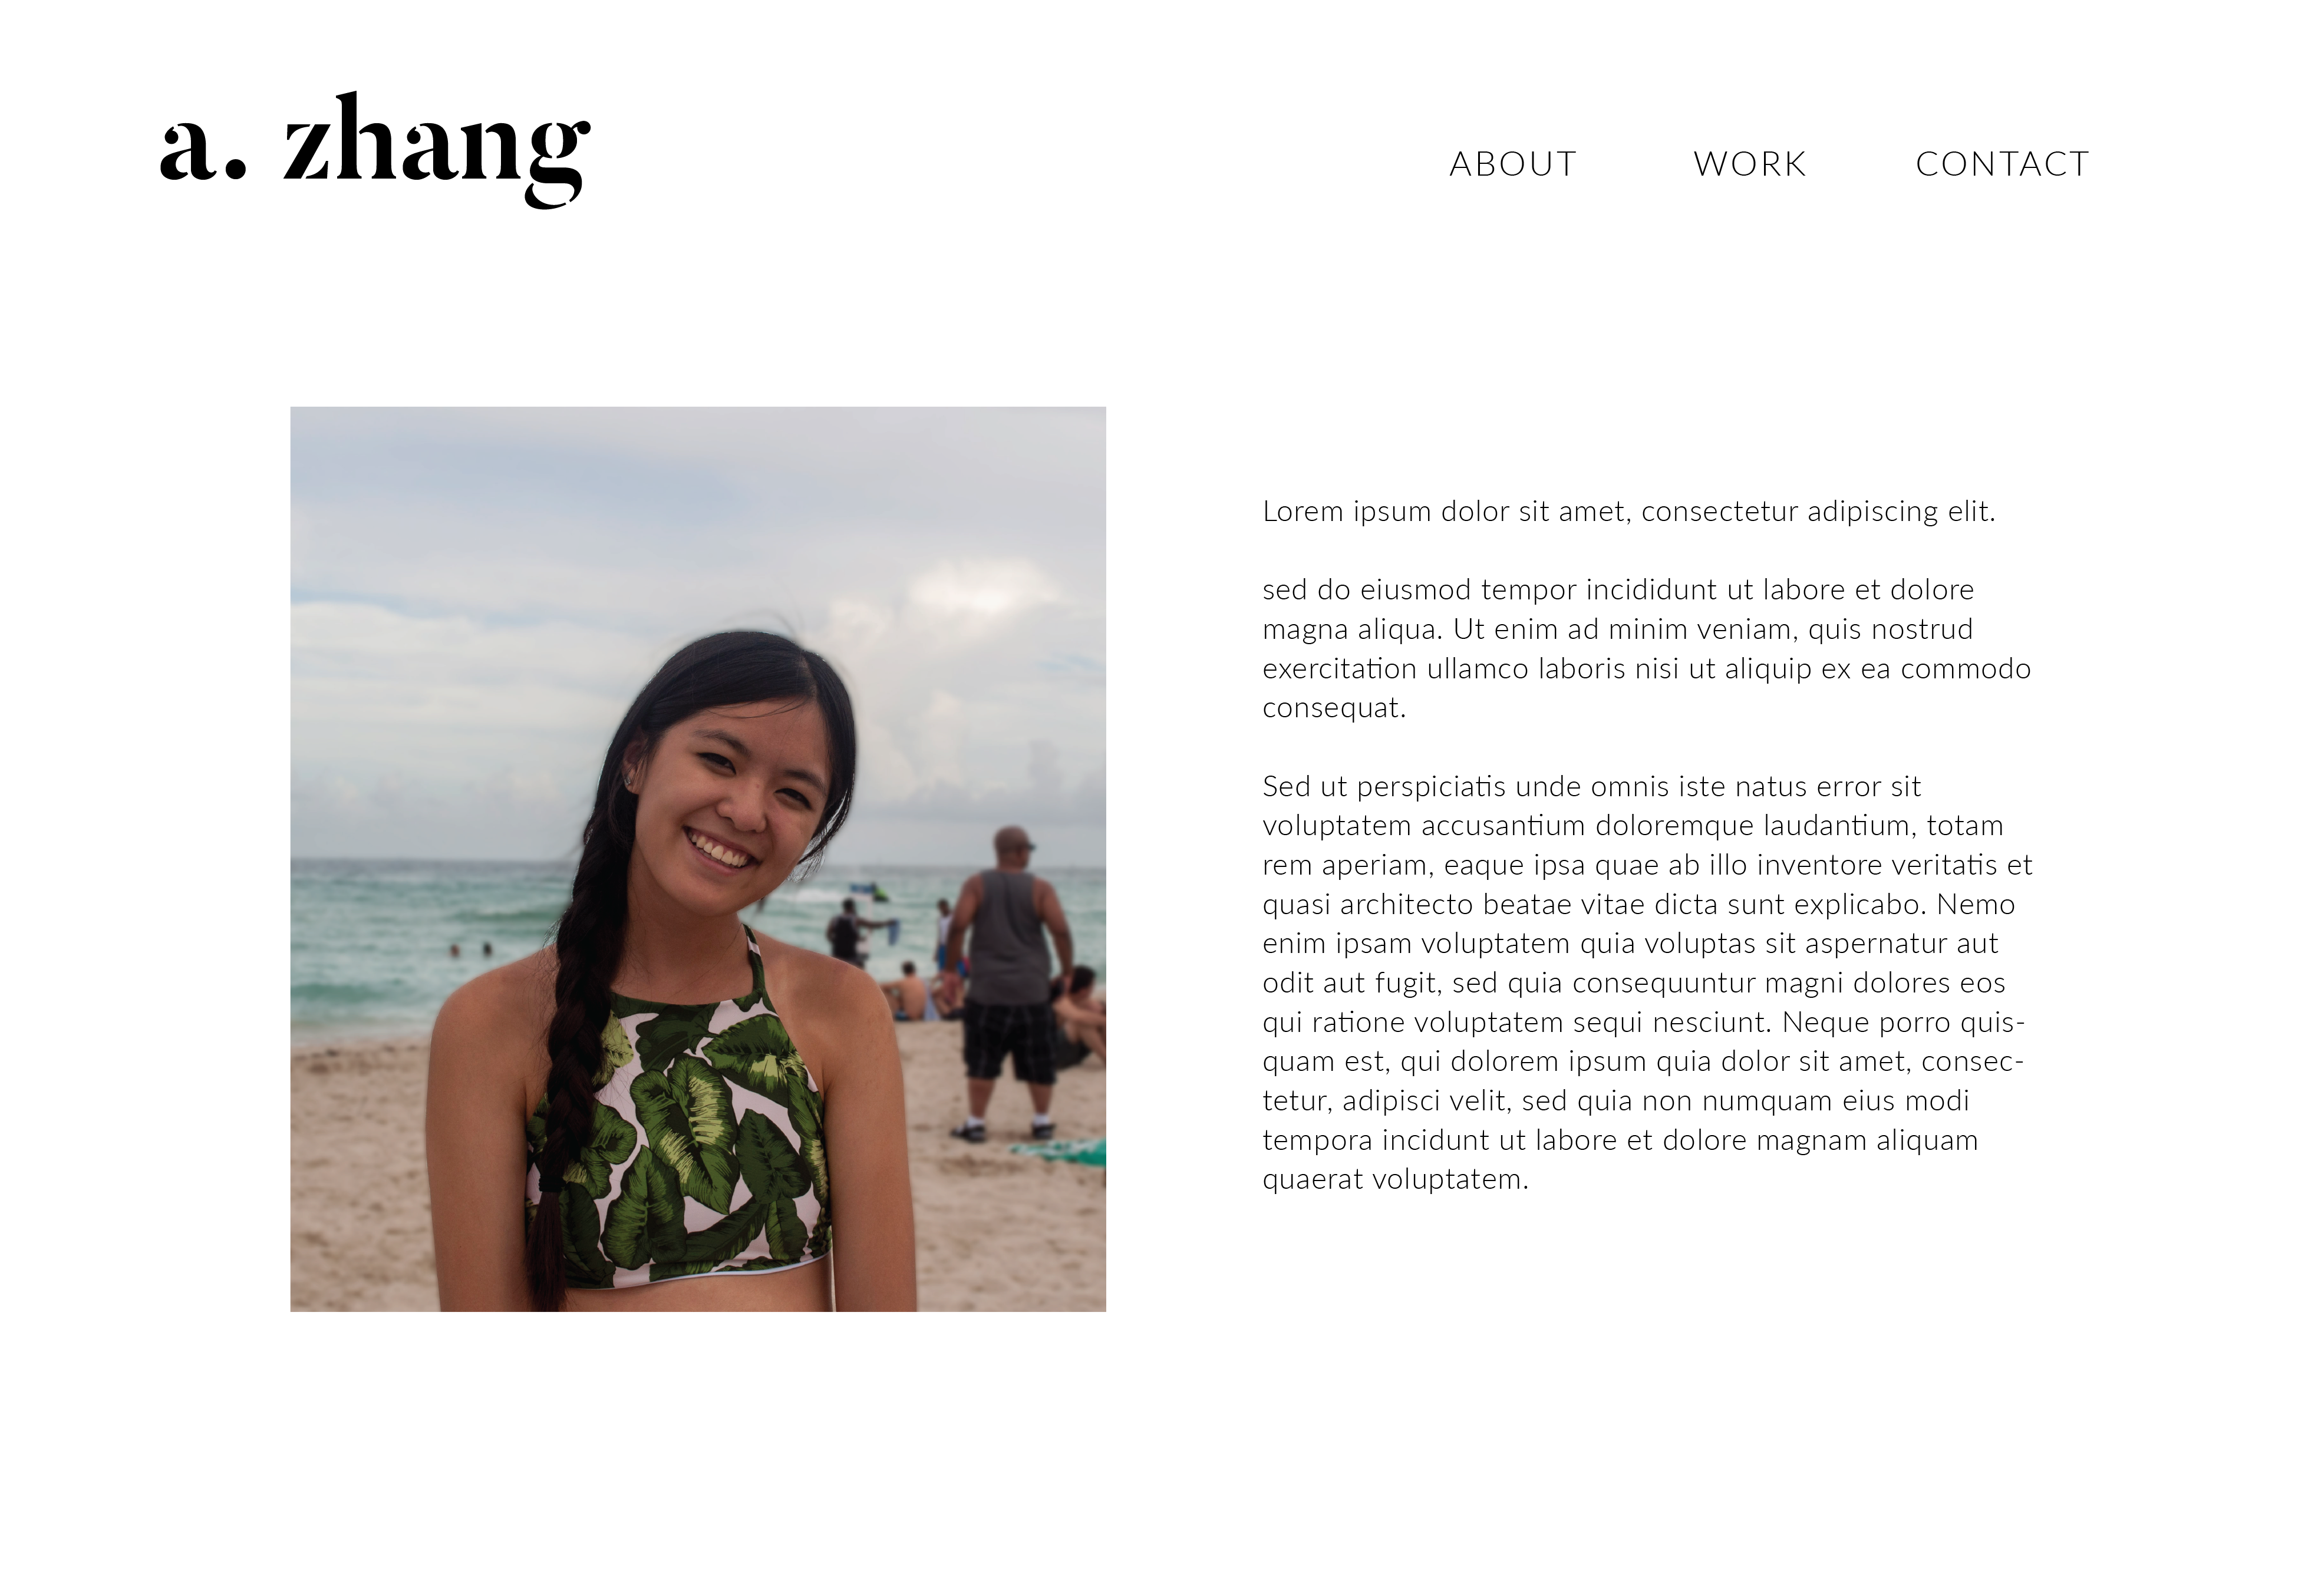 a. zhang
ABOUT WORK CONTACT
Lorem ipsum dolor sit amet, consectetur adipiscing elit.
sed do eiusmod tempor incididunt ut labore et dolore
magna aliqua. Ut enim ad minim veniam, quis nostrud
exercitation ullamco laboris nisi ut aliquip ex ea commodo
consequat.
Sed ut perspiciatis unde omnis iste natus error sit
voluptatem accusantium doloremque laudantium, totam
rem aperiam, eaque ipsa quae ab illo inventore veritatis et
quasi architecto beatae vitae dicta sunt explicabo. Nemo
enim ipsam voluptatem quia voluptas sit aspernatur aut
odit aut fugit, sed quia consequuntur magni dolores eos
qui ratione voluptatem sequi nesciunt. Neque porro quis-
quam est, qui dolorem ipsum quia dolor sit amet, consec-
tetur, adipisci velit, sed quia non numquam eius modi
tempora incidunt ut labore et dolore magnam aliquam
quaerat voluptatem.